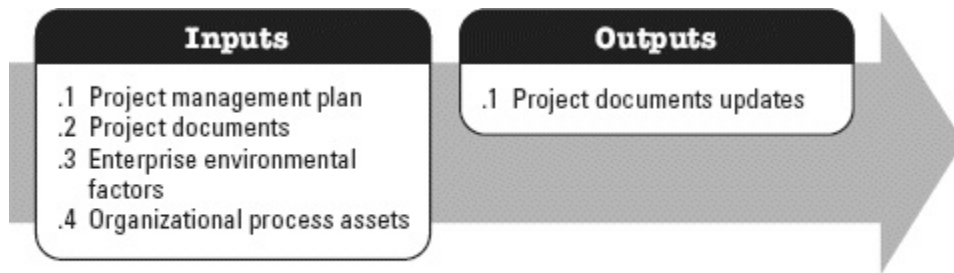 Inputs
.1 Project management plan
.2 Project documents
.3 Enterprise environmental
factors
.4 Organizational process assets
Outputs
.1 Project documents updates